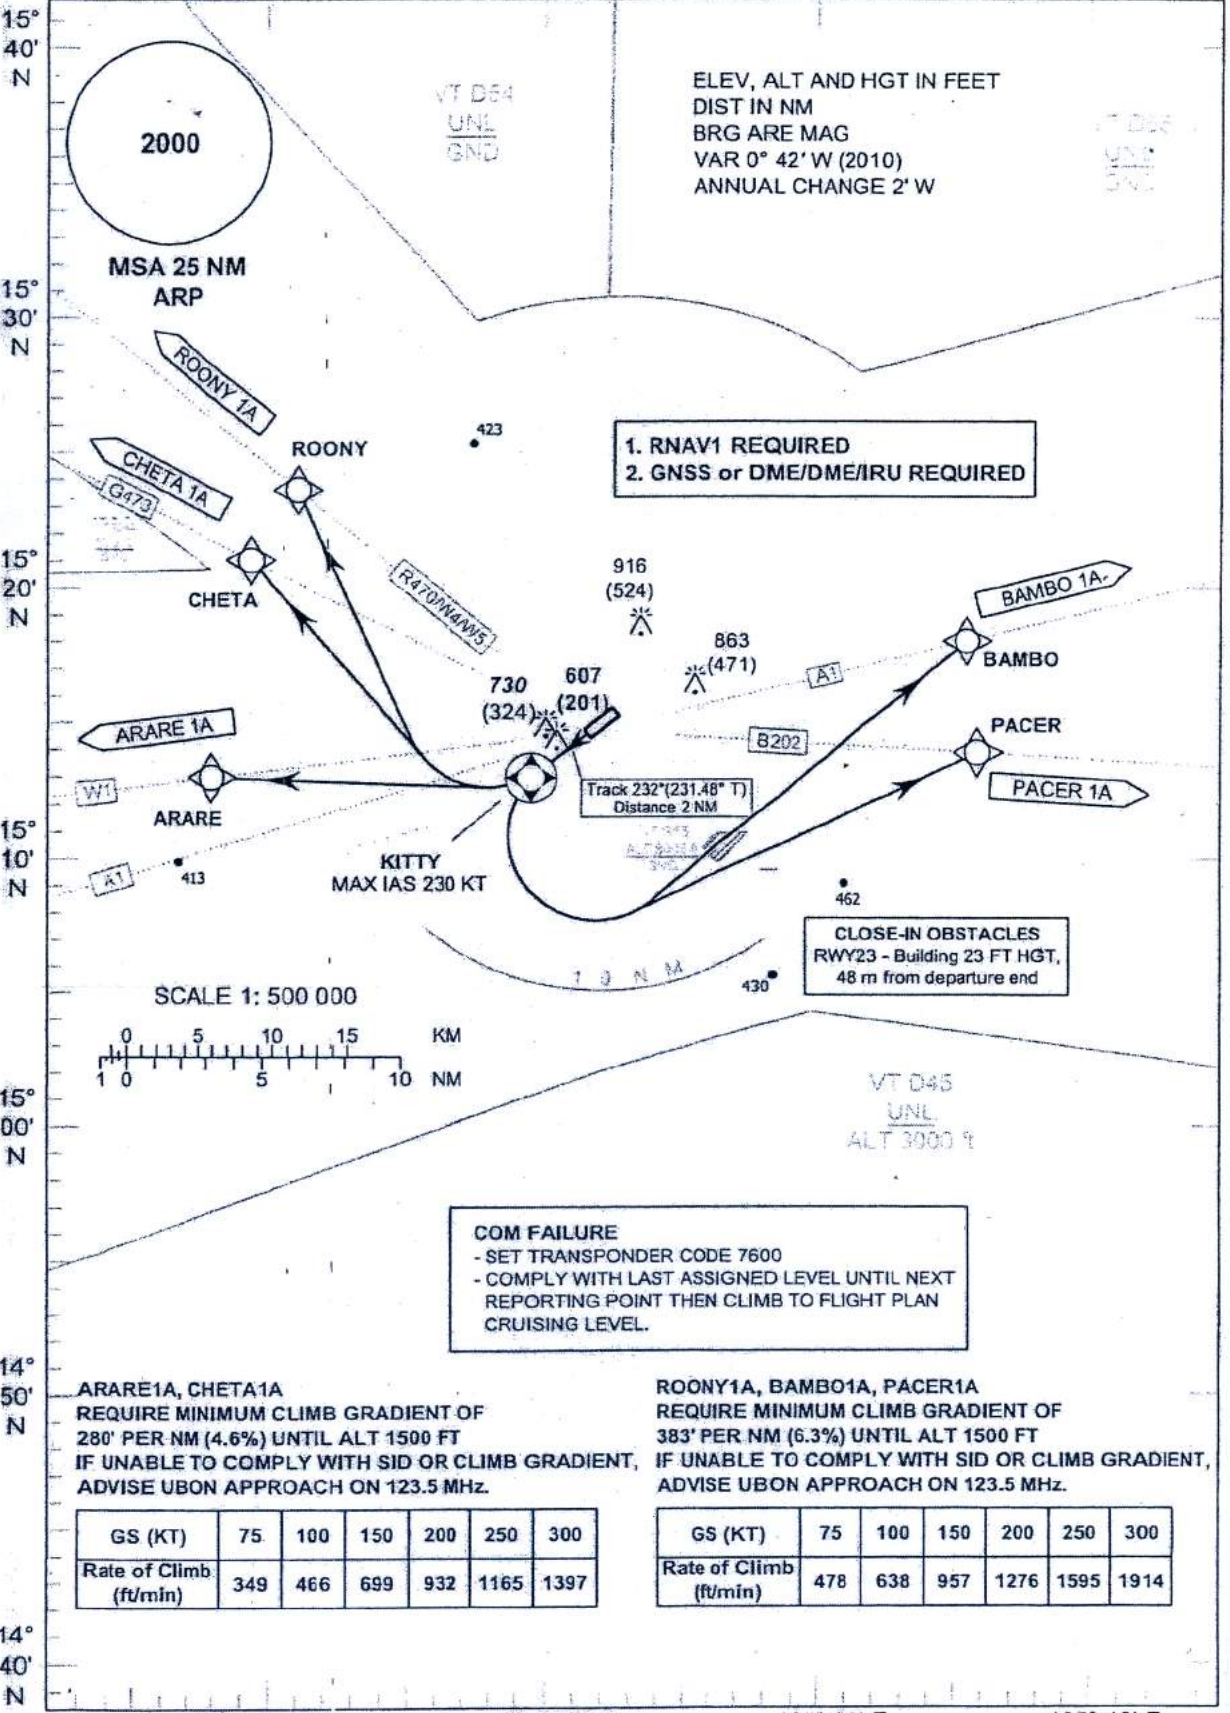 15°
40'
N
2000
MSA 25 NM
ARP
VT D54
UNL
GND
ELEV, ALT AND HGT IN FEET
DIST IN NM
BRG ARE MAG
VAR 0° 42' W (2010)
ANNUAL CHANGE 2' W
15°
30'
N
ROONY 1A
ROONY
423
1. RNAV1 REQUIRED
2. GNSS or DME/DME/IRU REQUIRED
CHETA 1A
G473
15°
20'
N
CHETA
R470/W4/W5
916
(524)
863
(471)
BAMBO 1A
BAMBO
A1
730
(324)
607
(201)
PACER
B202
PACER 1A
ARARE 1A
W1
ARARE
Track 232°(231.48° T)
Distance 2 NM
15°
10'
N
A1
413
KITTY
MAX IAS 230 KT
462
CLOSE-IN OBSTACLES
RWY23 - Building 23 FT HGT,
48 m from departure end
430
1 0 N M
SCALE 1: 500 000
0 5 10 15 KM
1 0 5 10 NM
15°
00'
N
VT D45
UNL
ALT 3000 ft
COM FAILURE
- SET TRANSPONDER CODE 7600
- COMPLY WITH LAST ASSIGNED LEVEL UNTIL NEXT
REPORTING POINT THEN CLIMB TO FLIGHT PLAN
CRUISING LEVEL.
14°
50'
N
ARARE1A, CHETA1A
REQUIRE MINIMUM CLIMB GRADIENT OF
280' PER NM (4.6%) UNTIL ALT 1500 FT
IF UNABLE TO COMPLY WITH SID OR CLIMB GRADIENT,
ADVISE UBON APPROACH ON 123.5 MHz.
GS (KT) 75 100 150 200 250 300
Rate of Climb
(ft/min) 349 466 699 932 1165 1397
ROONY1A, BAMBO1A, PACER1A
REQUIRE MINIMUM CLIMB GRADIENT OF
383' PER NM (6.3%) UNTIL ALT 1500 FT
IF UNABLE TO COMPLY WITH SID OR CLIMB GRADIENT,
ADVISE UBON APPROACH ON 123.5 MHz.
GS (KT) 75 100 150 200 250 300
Rate of Climb
(ft/min) 478 638 957 1276 1595 1914
14°
40'
N